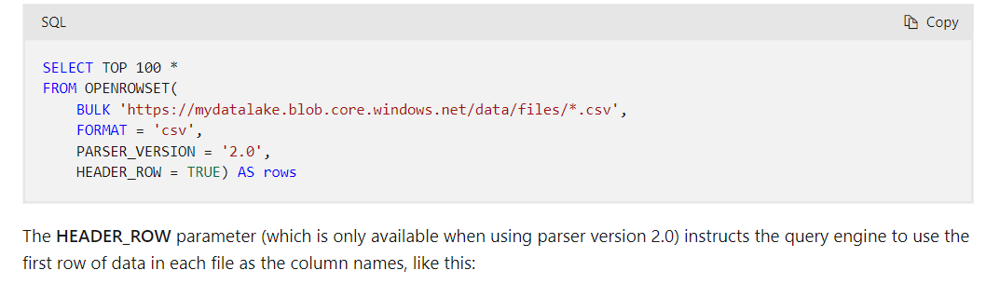 SQL
Copy
SELECT TOP 100 *
FROM OPENROWSET(
    BULK 'https://mydatalake.blob.core.windows.net/data/files/*.csv',
    FORMAT = 'csv',
    PARSER_VERSION = '2.0',
    HEADER_ROW = TRUE) AS rows
The HEADER_ROW parameter (which is only available when using parser version 2.0) instructs the query engine to use the
first row of data in each file as the column names, like this: